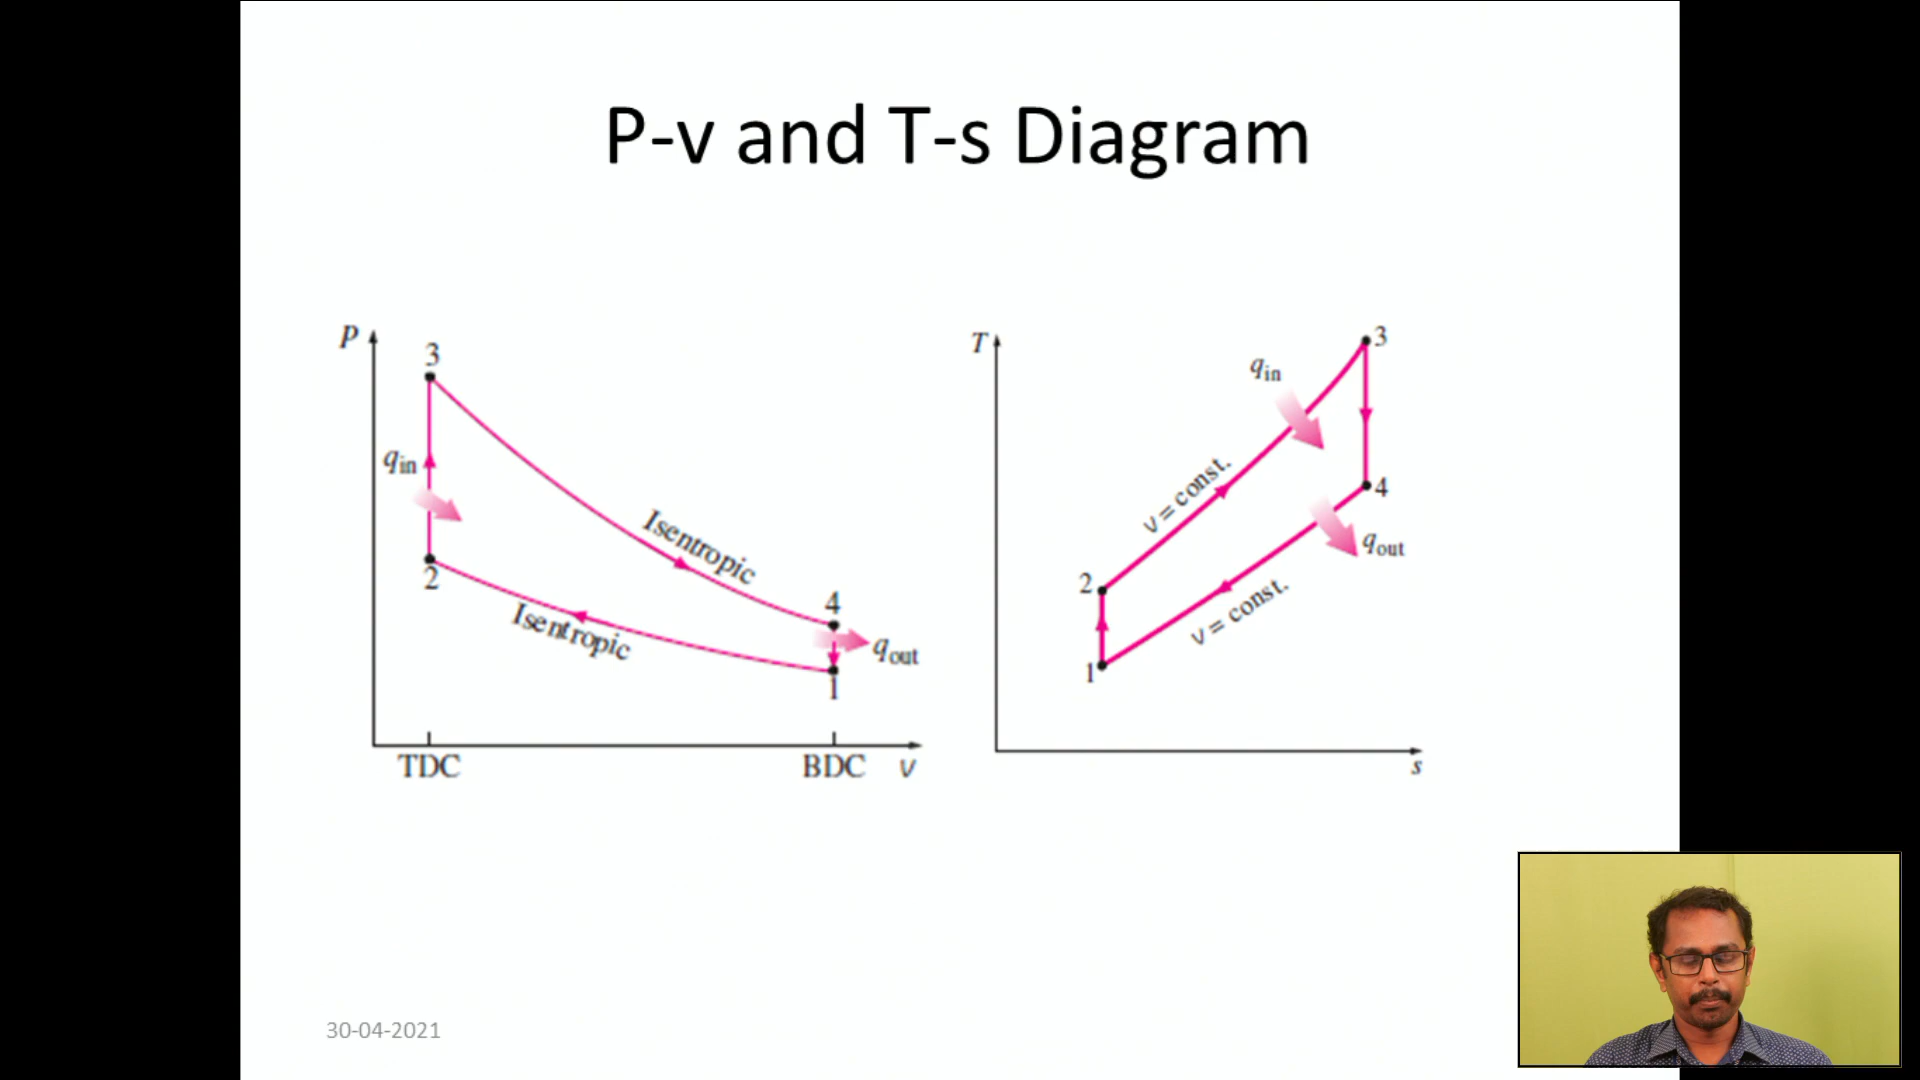 P-v and T-s Diagram
P
3
q_in
2
Isentropic
Isentropic
4
q_out
1
TDC
BDC
v
T
3
q_in
v = const.
4
q_out
2
v = const.
1
s
30-04-2021